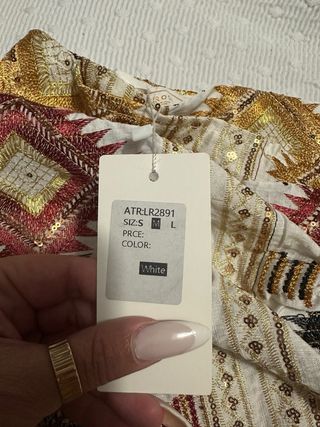 ATR:LR2891
SIZ:S M L
PRCE:
COLOR:
White